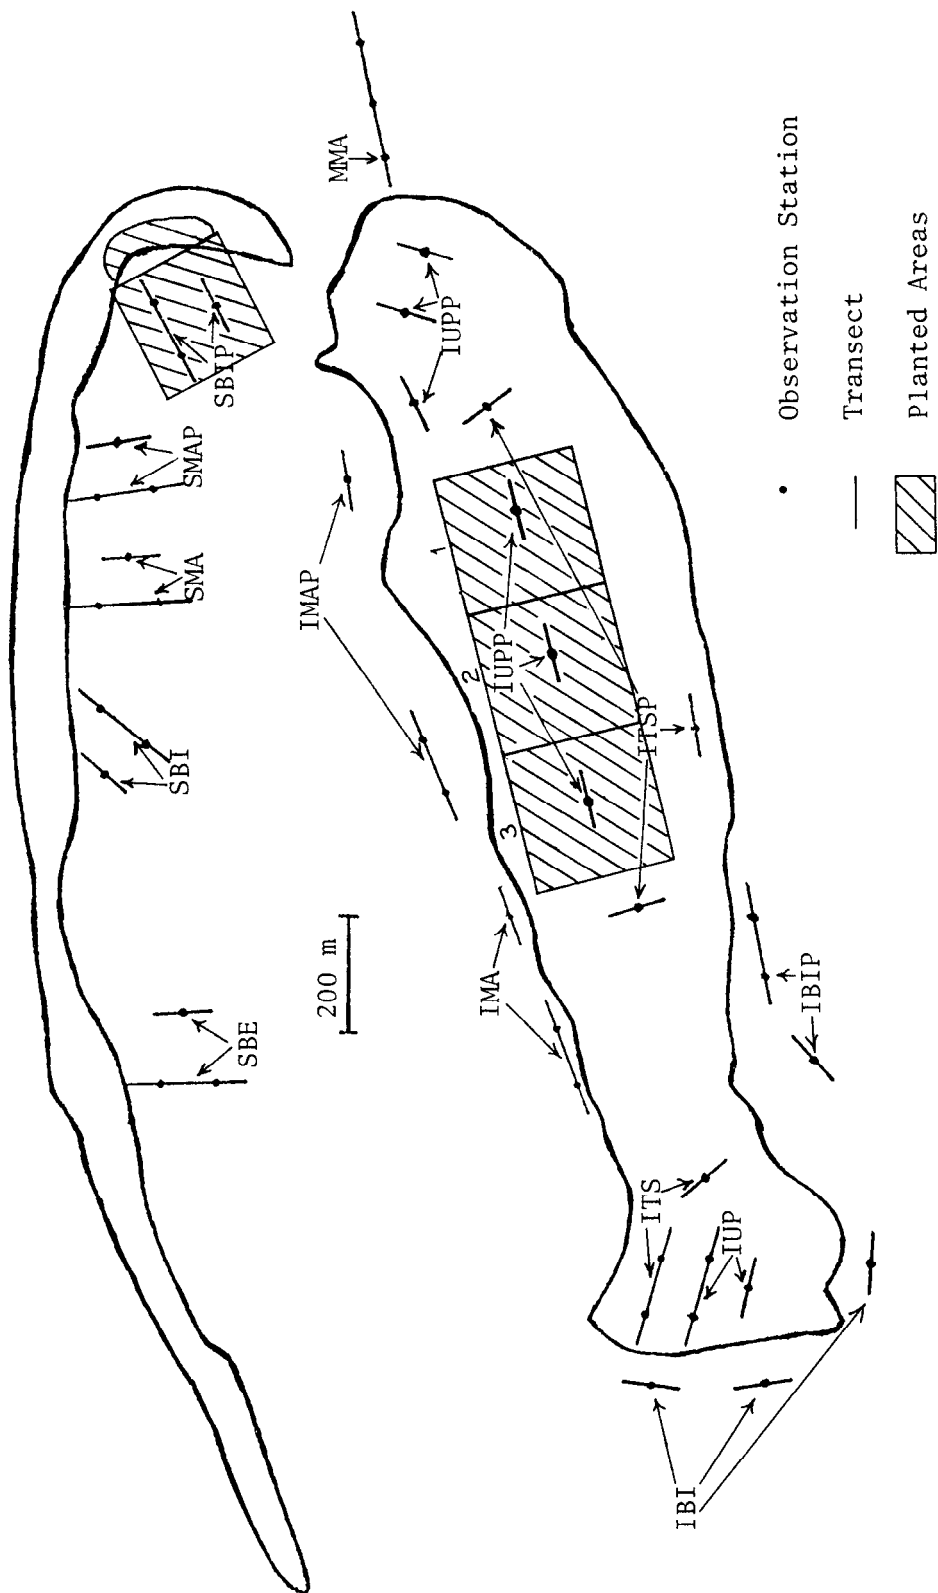 MMA
SBIP
IUPP
SMAP
SMA
IMAP
1
2
IUPP
SBI
ITSP
3
200 m
IMA
SBE
IBIP
ITS
IUP
IBI
Observation Station
Transect
Planted Areas